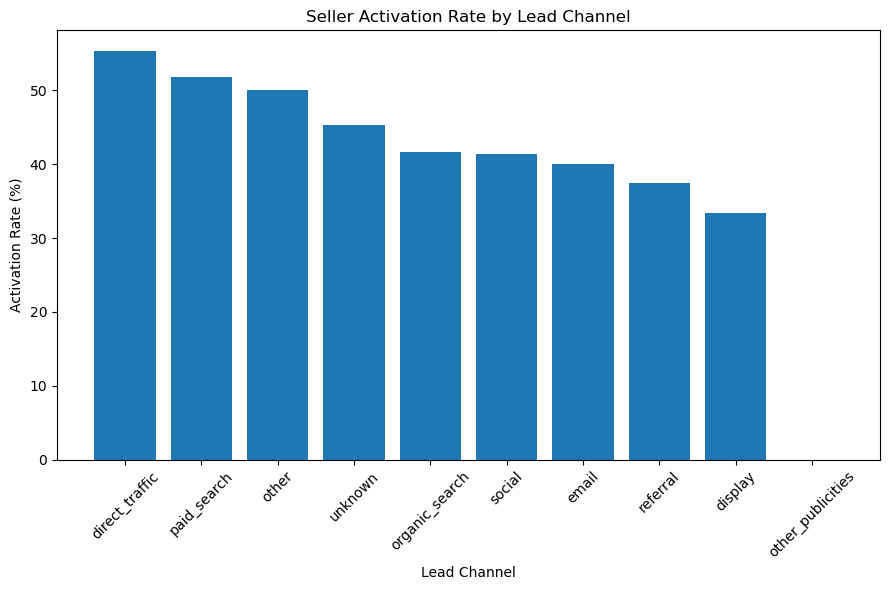 Seller Activation Rate by Lead Channel
Activation Rate (%)
50
40
30
20
10
0
direct_traffic
paid_search
other
unknown
organic_search
social
email
referral
display
other_publicities
Lead Channel